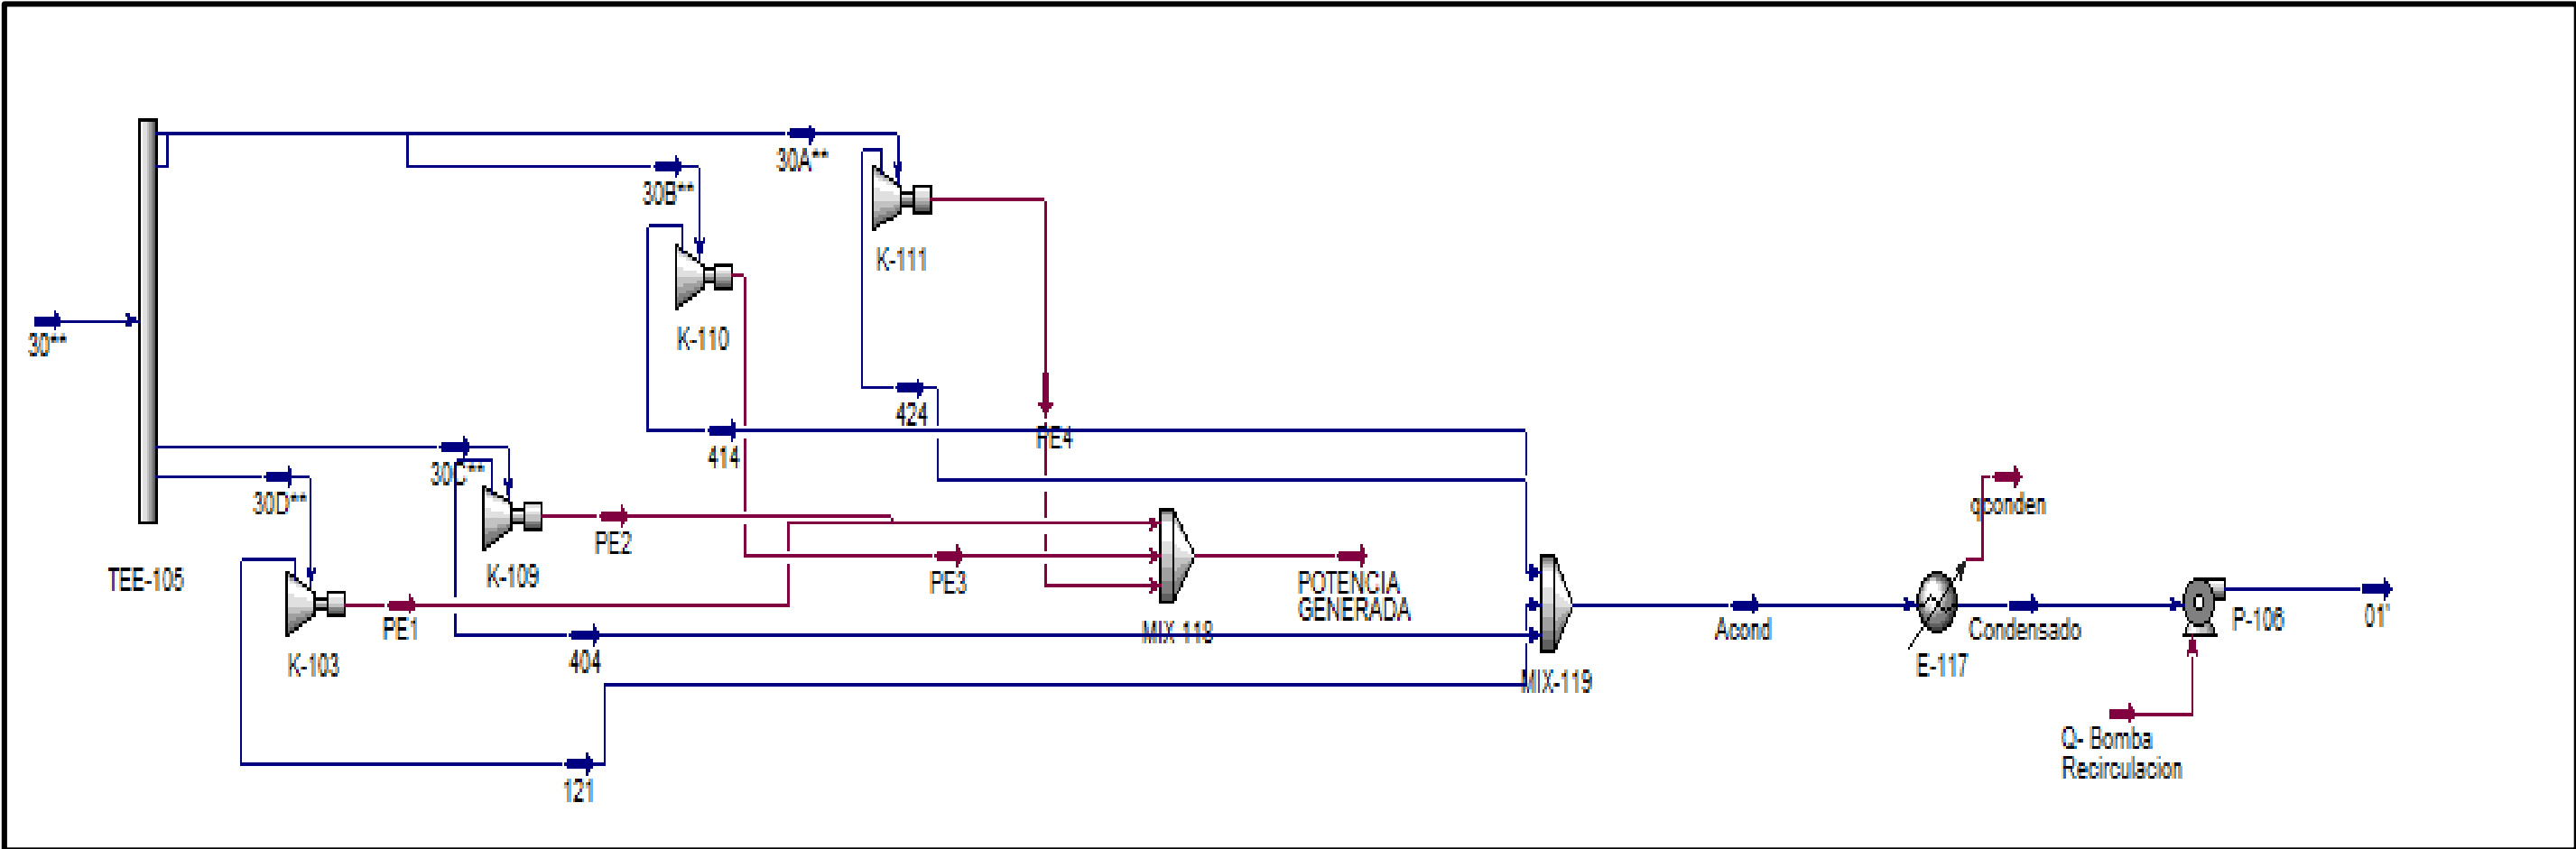 30A**
30B**
K-111
K-110
30**
424
PE4
414
30C**
30D**
qconden
PE2
K-109
TEE-105
PE3
POTENCIA
GENERADA
PE1
MIX-118
Acond
Condensado
P-106
01'
404
K-103
E-117
MIX-119
Q- Bomba
Recirculacion
121